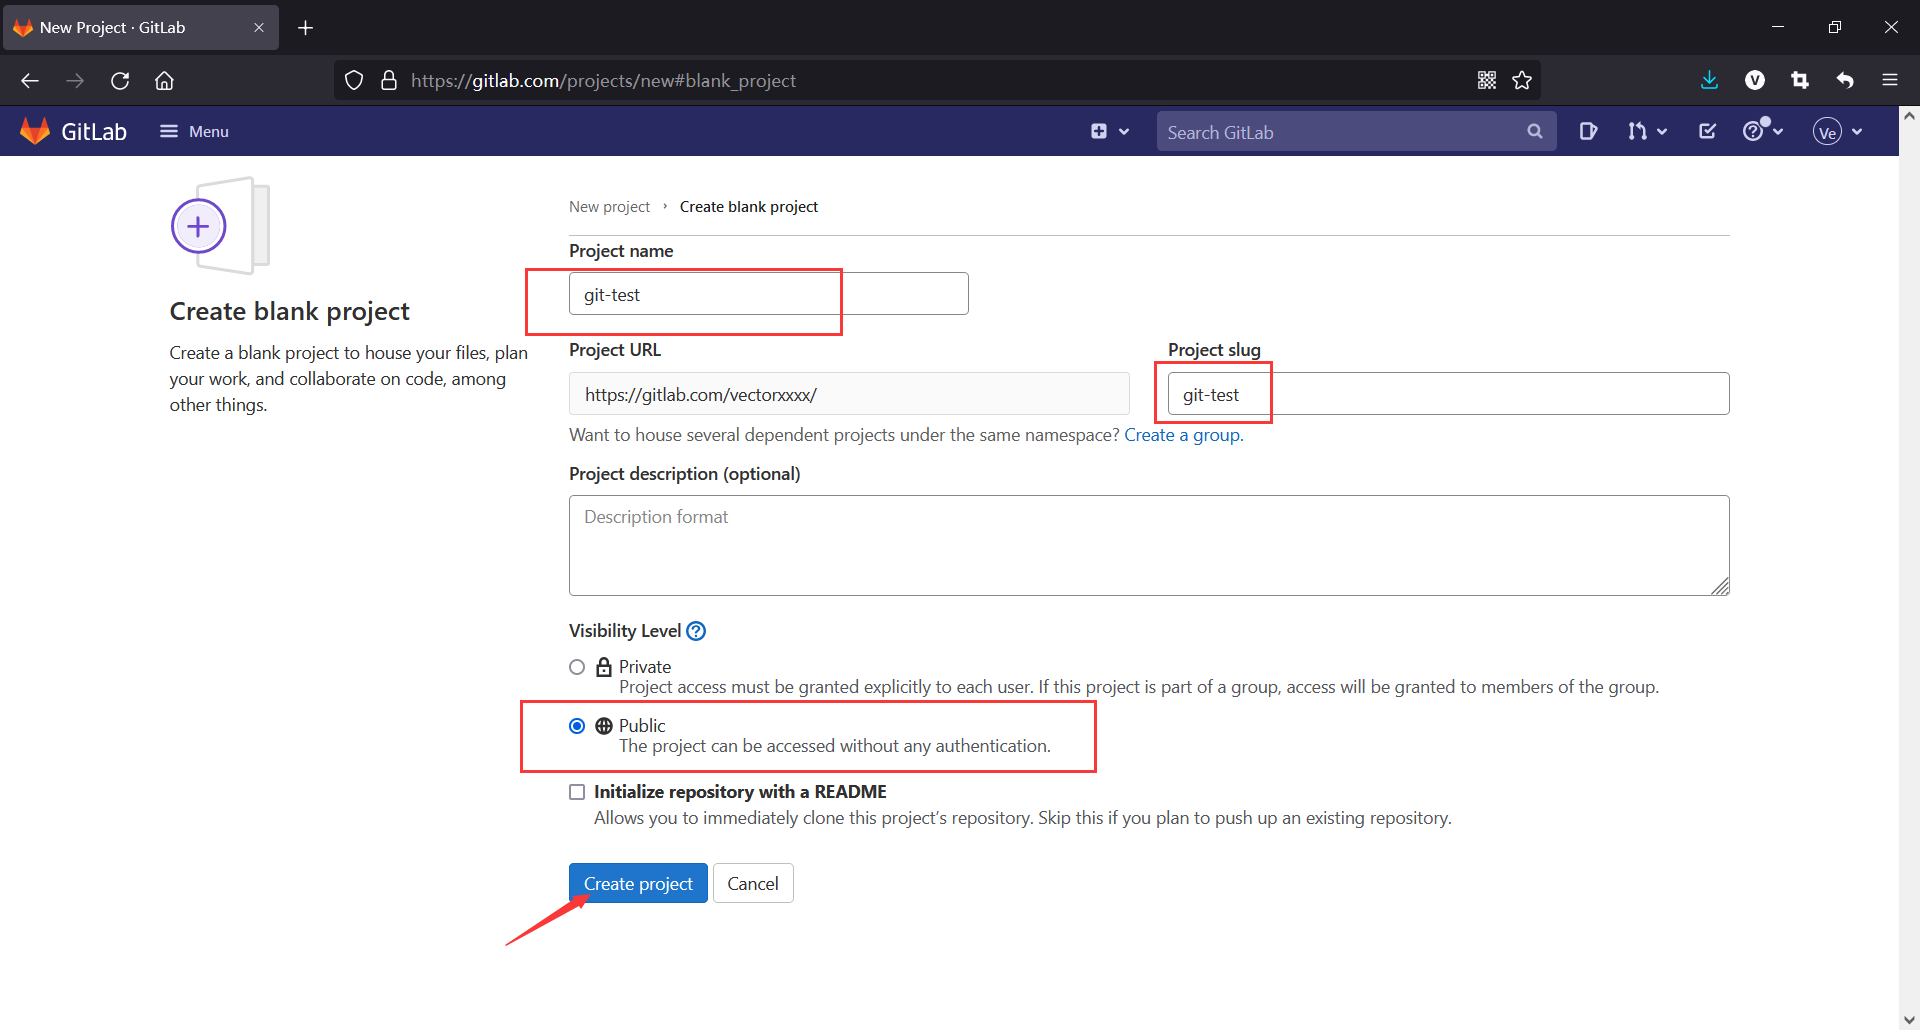 New Project · GitLab
https://gitlab.com/projects/new#blank_project
GitLab
Menu
Search GitLab
Ve
V
New project › Create blank project
Create blank project
Create a blank project to house your files, plan
your work, and collaborate on code, among
other things.
Project name
git-test
Project URL
https://gitlab.com/vectorxxxx/
Project slug
git-test
Want to house several dependent projects under the same namespace? Create a group.
Project description (optional)
Description format
Visibility Level
Private
Project access must be granted explicitly to each user. If this project is part of a group, access will be granted to members of the group.
Public
The project can be accessed without any authentication.
Initialize repository with a README
Allows you to immediately clone this project's repository. Skip this if you plan to push up an existing repository.
Create project
Cancel